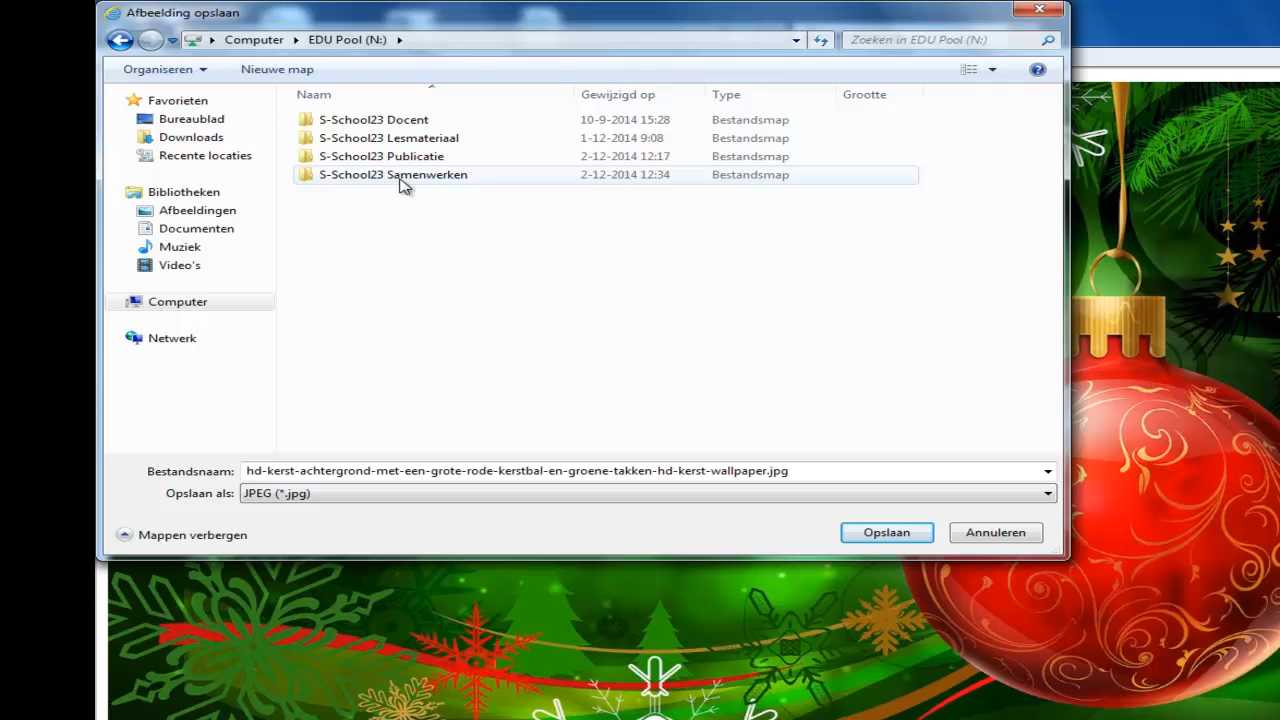 Afbeelding opslaan
Computer EDU Pool (N:)
Zoeken in EDU Pool (N:)
Organiseren Nieuwe map
Naam Gewijzigd op Type Grootte
Favorieten
Bureaublad
Downloads
Recente locaties
Bibliotheken
Afbeeldingen
Documenten
Muziek
Video's
Computer
Netwerk
S-School23 Docent 10-9-2014 15:28 Bestandsmap
S-School23 Lesmateriaal 1-12-2014 9:08 Bestandsmap
S-School23 Publicatie 2-12-2014 12:17 Bestandsmap
S-School23 Samenwerken 2-12-2014 12:34 Bestandsmap
Bestandsnaam: hd-kerst-achtergrond-met-een-grote-rode-kerstbal-en-groene-takken-hd-kerst-wallpaper.jpg
Opslaan als: JPEG (*.jpg)
Mappen verbergen
Opslaan Annuleren